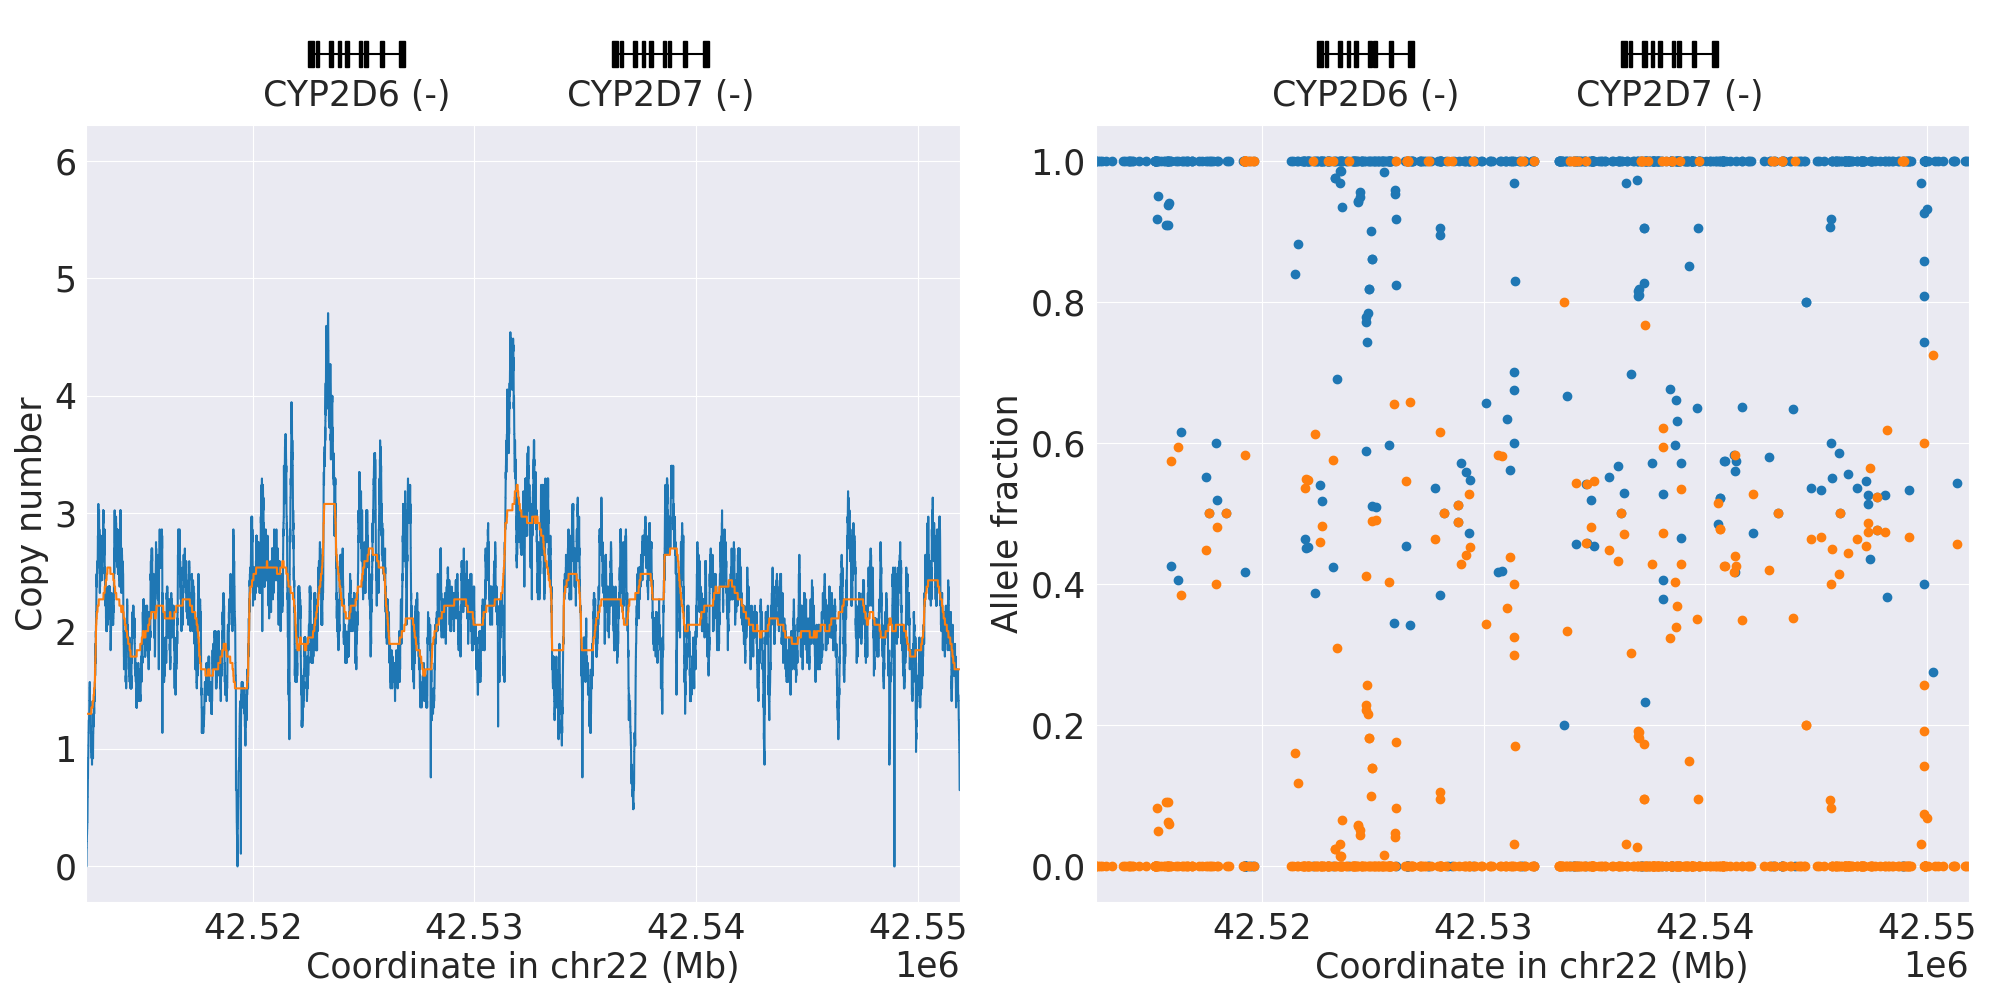 CYP2D6 (-) CYP2D7 (-)
6
5
4
3
2
1
0
Copy number
42.52 42.53 42.54 42.55
Coordinate in chr22 (Mb) 1e6
CYP2D6 (-) CYP2D7 (-)
1.0
0.8
0.6
0.4
0.2
0.0
Allele fraction
42.52 42.53 42.54 42.55
Coordinate in chr22 (Mb) 1e6